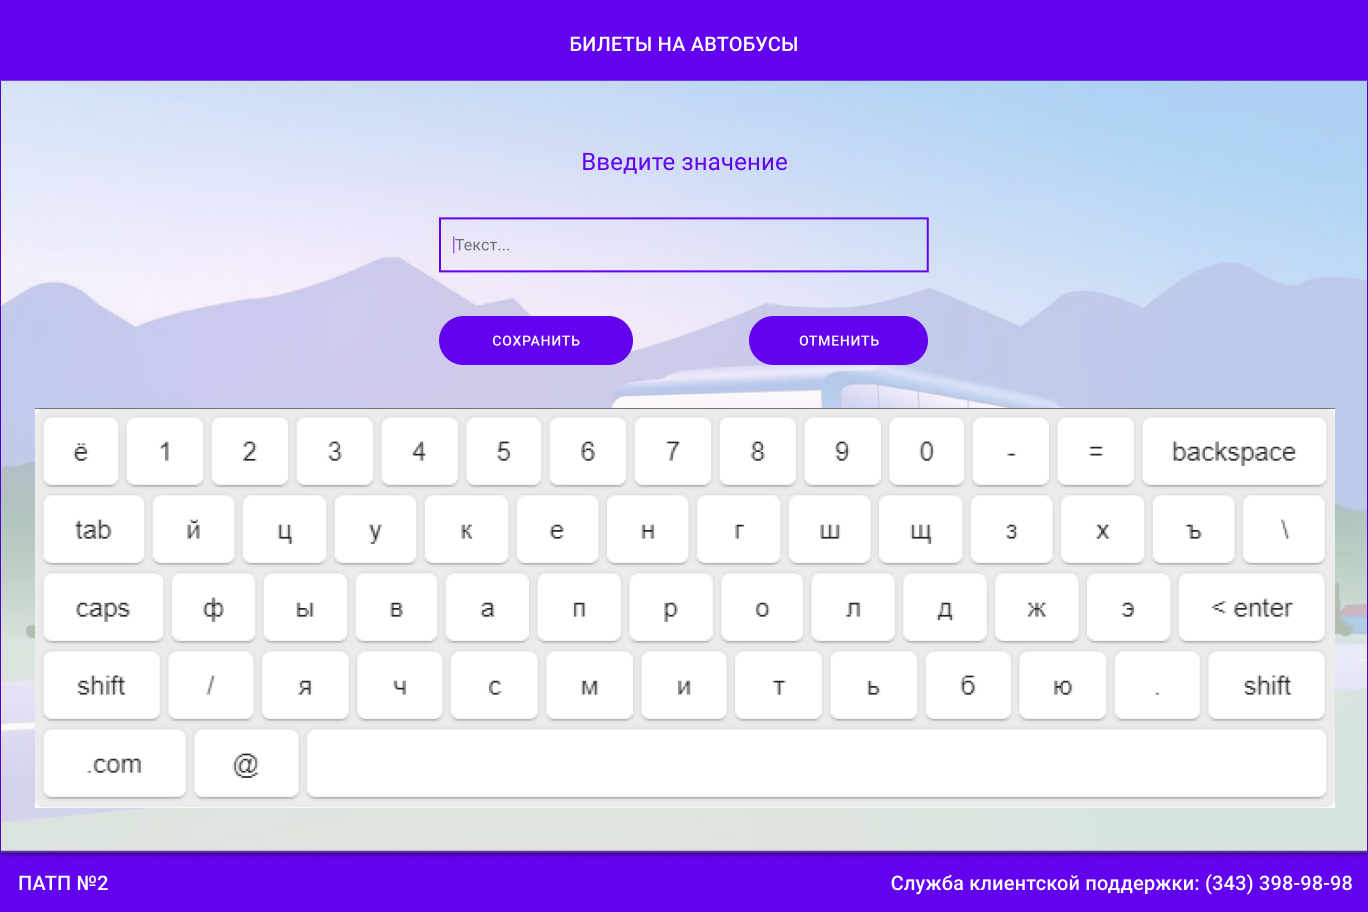 БИЛЕТЫ НА АВТОБУСЫ
Введите значение
Текст...
СОХРАНИТЬ ОТМЕНИТЬ
ё 1 2 3 4 5 6 7 8 9 0 - = backspace
tab й ц у к е н г ш щ з х ъ \
caps ф ы в а п р о л д ж э < enter
shift / я ч с м и т ь б ю . shift
.com @
ПАТП №2 Служба клиентской поддержки: (343) 398-98-98